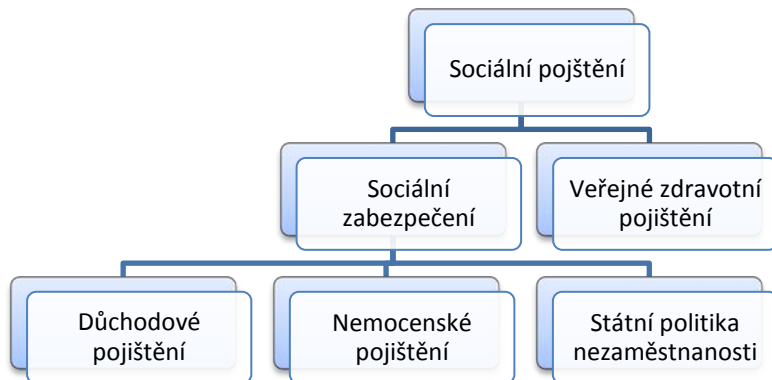 Sociální pojštění
Sociální
zabezpečení
Veřejné zdravotní
pojištění
Důchodové
pojištění
Nemocenské
pojištění
Státní politika
nezaměstnanosti